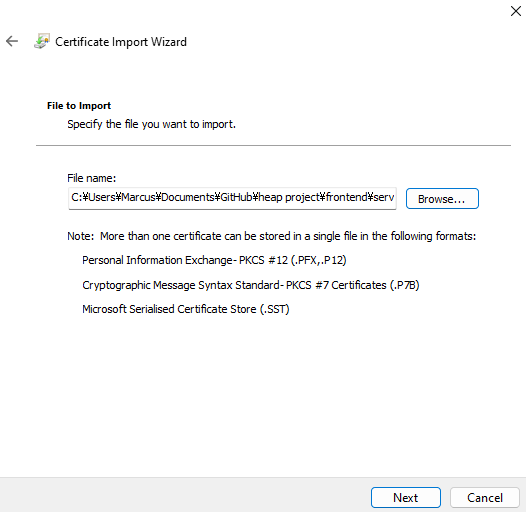 Certificate Import Wizard
File to Import
Specify the file you want to import.
File name:
C:¥Users¥Marcus¥Documents¥GitHub¥heap project¥frontend¥serv
Browse...
Note:  More than one certificate can be stored in a single file in the following formats:
Personal Information Exchange- PKCS #12 (.PFX,.P12)
Cryptographic Message Syntax Standard- PKCS #7 Certificates (.P7B)
Microsoft Serialised Certificate Store (.SST)
Next
Cancel